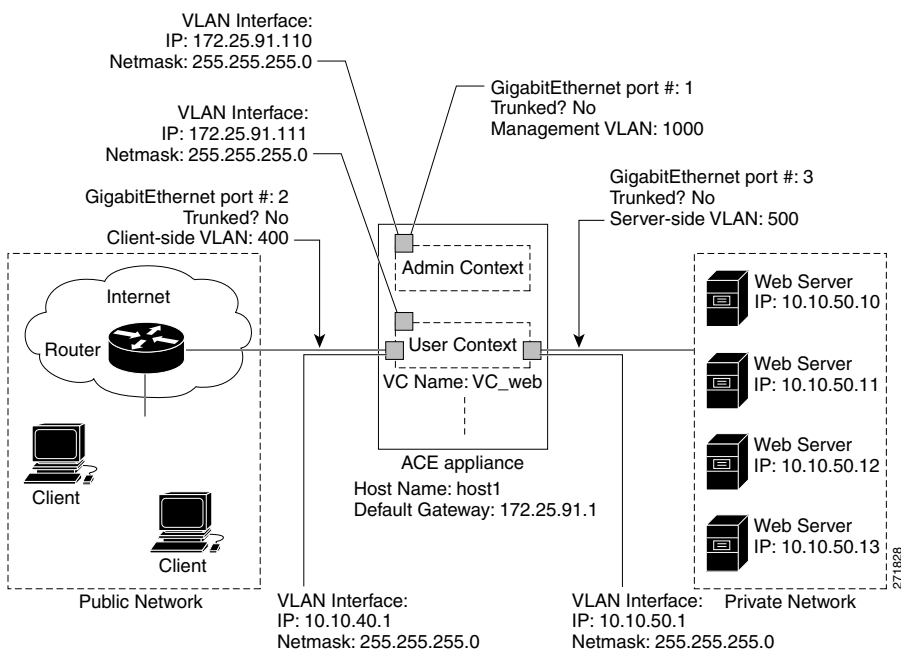 VLAN Interface:
IP: 172.25.91.110
Netmask: 255.255.255.0
VLAN Interface:
IP: 172.25.91.111
Netmask: 255.255.255.0
GigabitEthernet port #: 1
Trunked? No
Management VLAN: 1000
GigabitEthernet port #: 2
Trunked? No
Client-side VLAN: 400
GigabitEthernet port #: 3
Trunked? No
Server-side VLAN: 500
Internet
Router
Client
Client
Public Network
Admin Context
User Context
VC Name: VC_web
ACE appliance
Host Name: host1
Default Gateway: 172.25.91.1
Web Server
IP: 10.10.50.10
Web Server
IP: 10.10.50.11
Web Server
IP: 10.10.50.12
Web Server
IP: 10.10.50.13
Private Network
VLAN Interface:
IP: 10.10.40.1
Netmask: 255.255.255.0
VLAN Interface:
IP: 10.10.50.1
Netmask: 255.255.255.0
271828